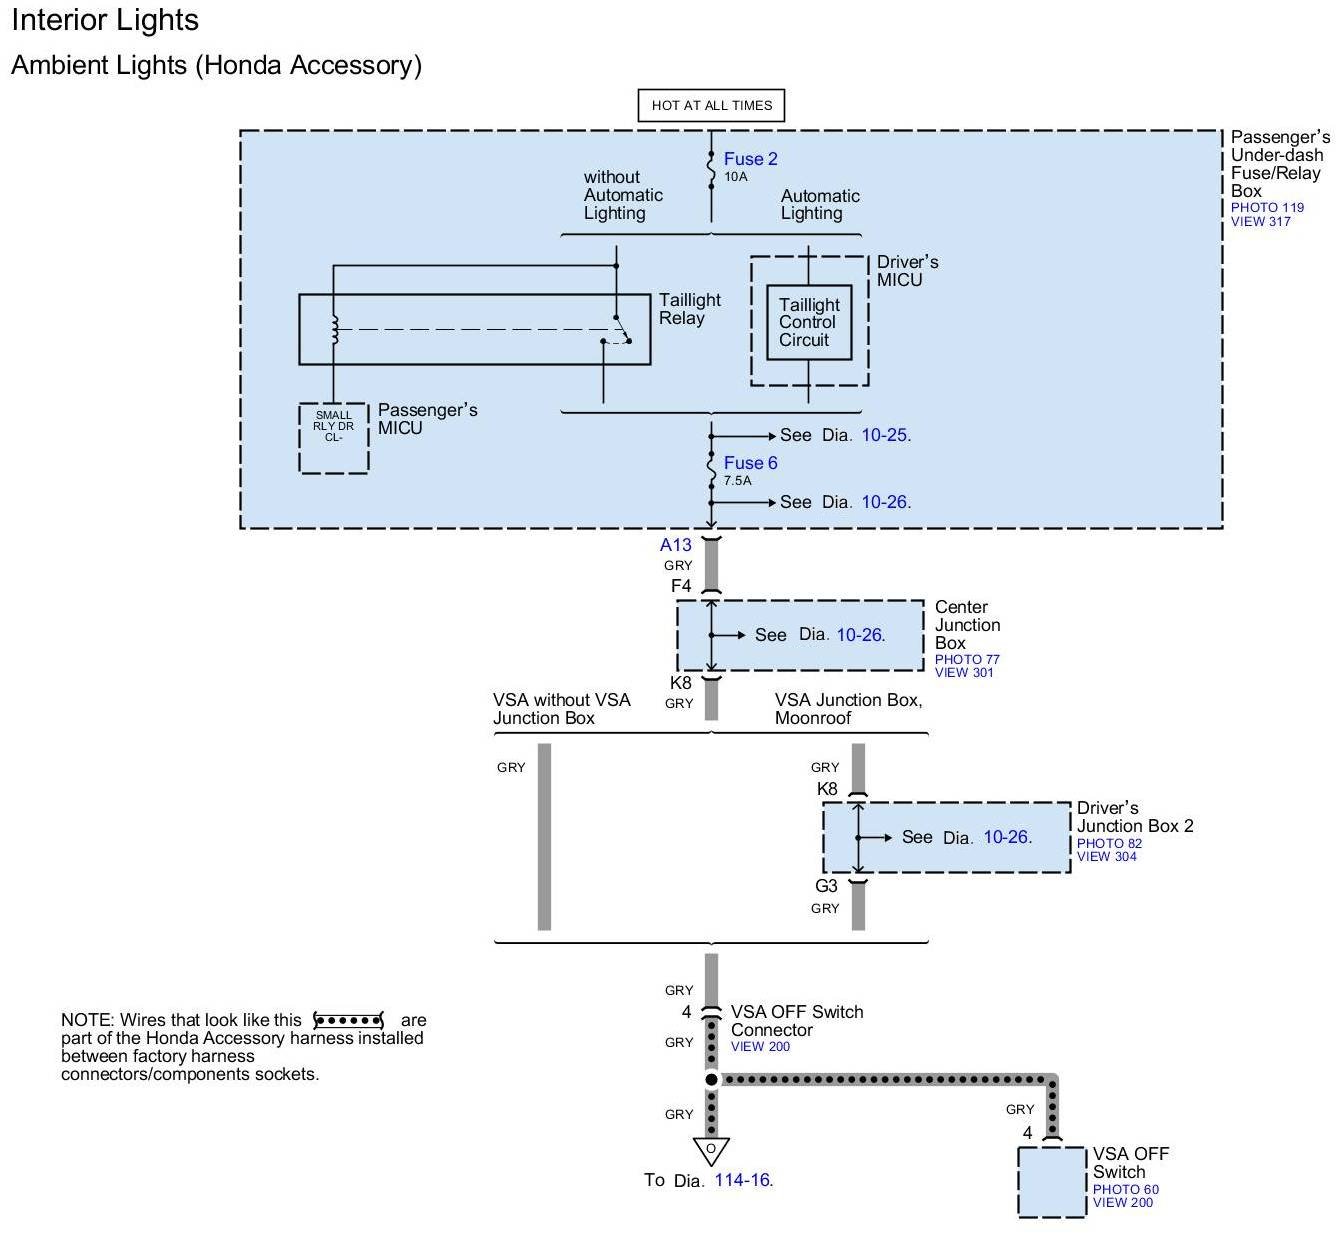 Interior Lights
Ambient Lights (Honda Accessory)
HOT AT ALL TIMES
Passenger's
Under-dash
Fuse/Relay
Box
PHOTO 119
VIEW 317
Fuse 2
10A
without
Automatic
Lighting
Automatic
Lighting
Driver's
MICU
Taillight
Relay
Taillight
Control
Circuit
SMALL
RLY DR
CL-
Passenger's
MICU
See Dia. 10-25.
Fuse 6
7.5A
See Dia. 10-26.
A13
GRY
F4
Center
Junction
Box
PHOTO 77
VIEW 301
See Dia. 10-26.
K8
GRY
VSA without VSA
Junction Box
VSA Junction Box,
Moonroof
GRY
GRY
K8
Driver's
Junction Box 2
PHOTO 82
VIEW 304
See Dia. 10-26.
G3
GRY
GRY
4
VSA OFF Switch
Connector
VIEW 200
GRY
NOTE: Wires that look like this are
part of the Honda Accessory harness installed
between factory harness
connectors/components sockets.
GRY
O
To Dia. 114-16.
GRY
4
VSA OFF
Switch
PHOTO 60
VIEW 200